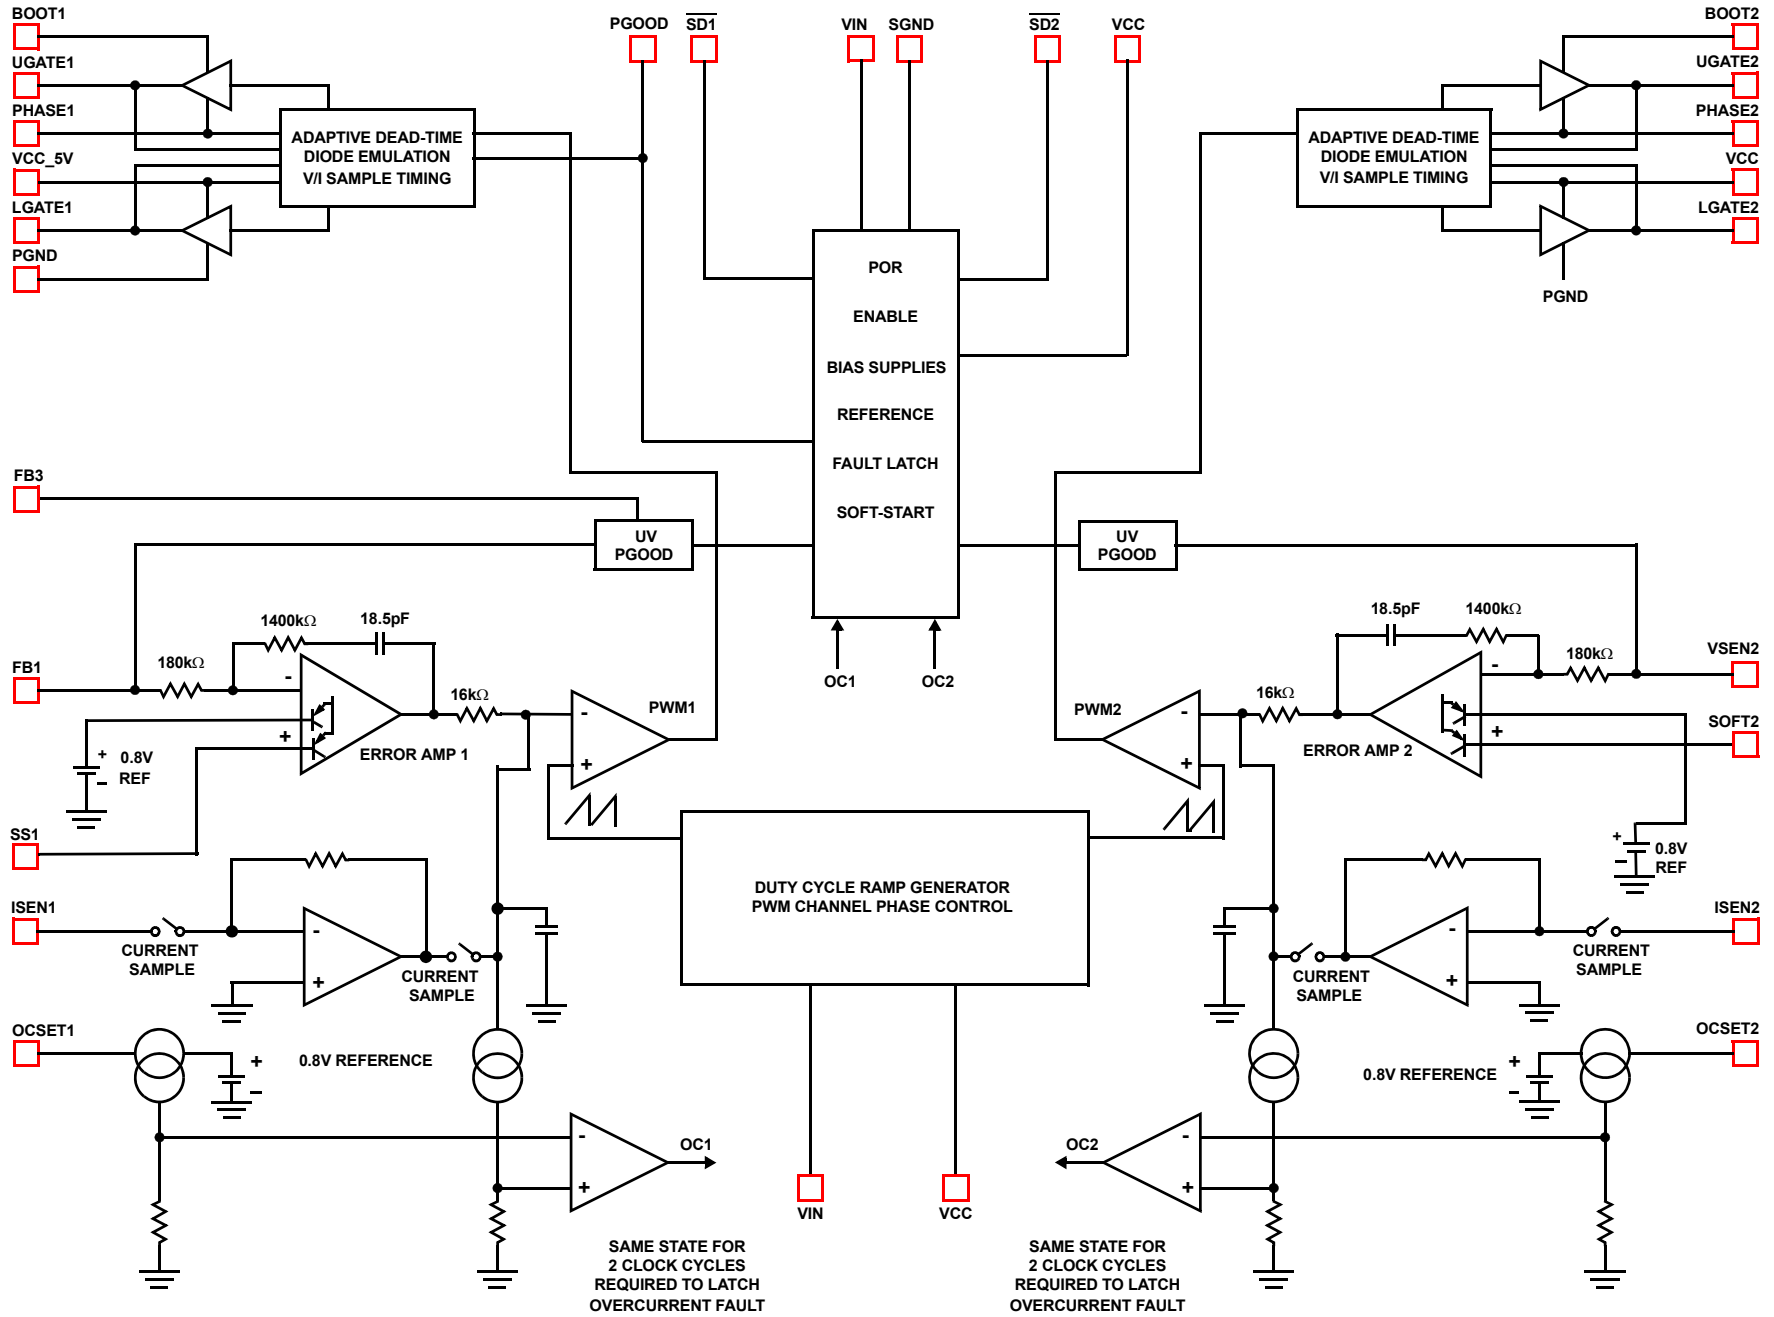 BOOT1
UGATE1
PHASE1
VCC_5V
LGATE1
PGND
ADAPTIVE DEAD-TIME
DIODE EMULATION
V/I SAMPLE TIMING
PGOOD
SD1
VIN
SGND
SD2
VCC
BOOT2
UGATE2
PHASE2
VCC
LGATE2
ADAPTIVE DEAD-TIME
DIODE EMULATION
V/I SAMPLE TIMING
PGND
POR
ENABLE
BIAS SUPPLIES
REFERENCE
FAULT LATCH
SOFT-START
OC1
OC2
FB3
UV
PGOOD
UV
PGOOD
FB1
180kΩ
1400kΩ
18.5pF
-
+
ERROR AMP 1
16kΩ
-
+
PWM1
+
-
0.8V
REF
SS1
18.5pF
1400kΩ
180kΩ
VSEN2
SOFT2
-
+
ERROR AMP 2
16kΩ
-
+
PWM2
+
-
0.8V
REF
DUTY CYCLE RAMP GENERATOR
PWM CHANNEL PHASE CONTROL
VIN
VCC
ISEN1
CURRENT
SAMPLE
-
+
CURRENT
SAMPLE
ISEN2
CURRENT
SAMPLE
-
+
CURRENT
SAMPLE
OCSET1
+
-
0.8V REFERENCE
-
+
OC1
SAME STATE FOR
2 CLOCK CYCLES
REQUIRED TO LATCH
OVERCURRENT FAULT
OCSET2
+
-
0.8V REFERENCE
-
+
OC2
SAME STATE FOR
2 CLOCK CYCLES
REQUIRED TO LATCH
OVERCURRENT FAULT